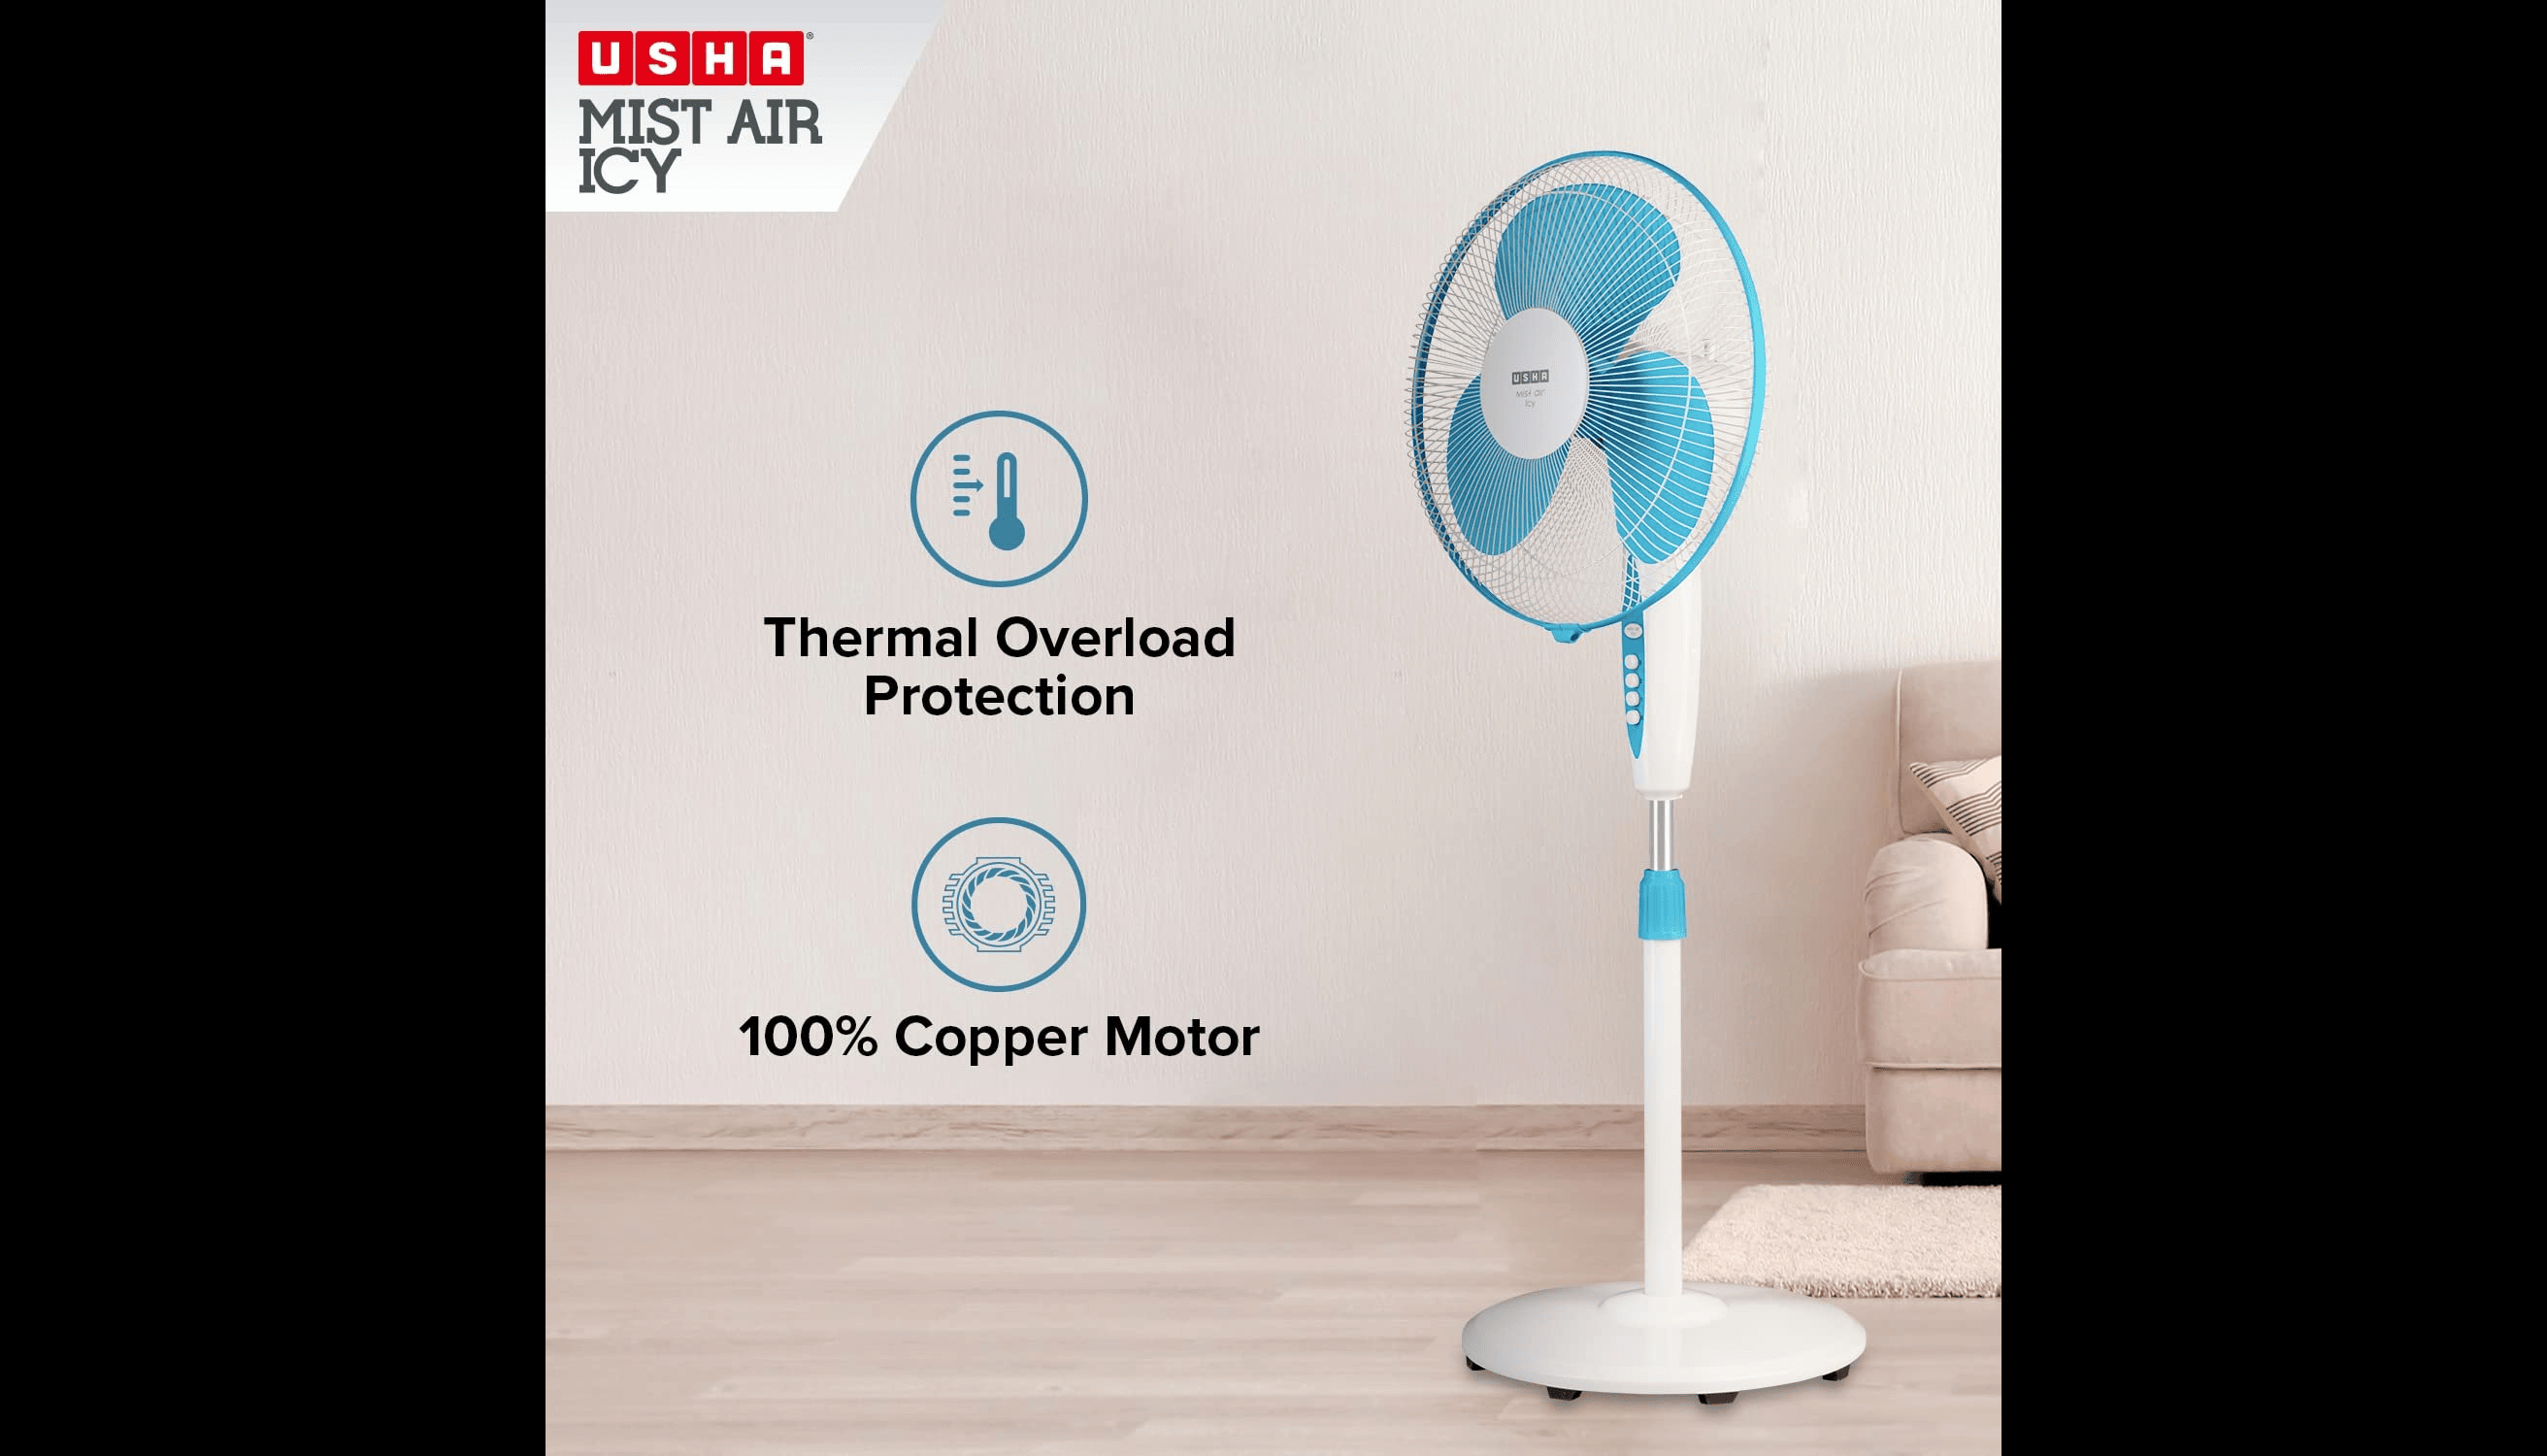 USHA®
MIST AIR
ICY
USHA
Mist air
Icy
Thermal Overload
Protection
100% Copper Motor